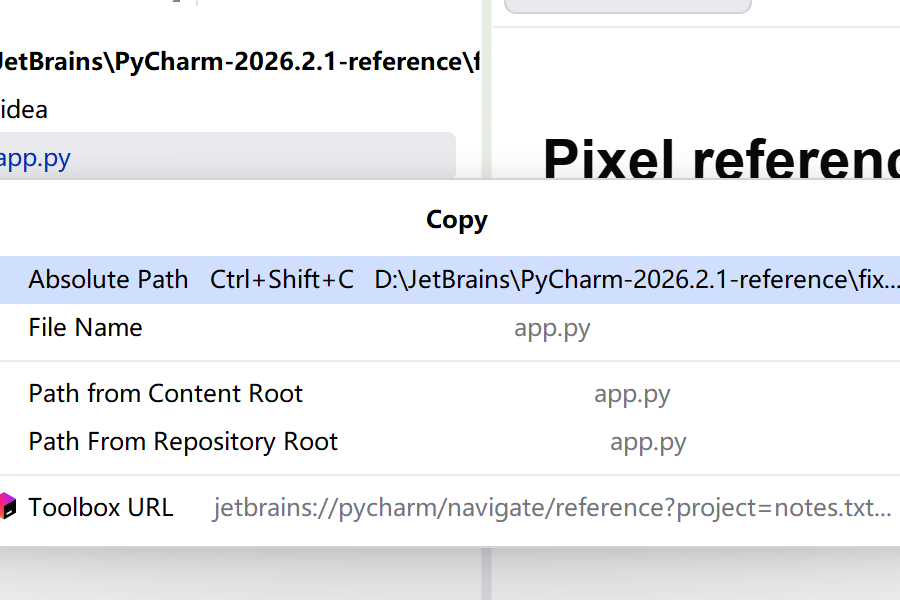 JetBrains\PyCharm-2026.2.1-reference\f
idea
app.py
Pixel referenc
Copy
Absolute Path Ctrl+Shift+C D:\JetBrains\PyCharm-2026.2.1-reference\fix...
File Name app.py
Path from Content Root app.py
Path From Repository Root app.py
Toolbox URL jetbrains://pycharm/navigate/reference?project=notes.txt...